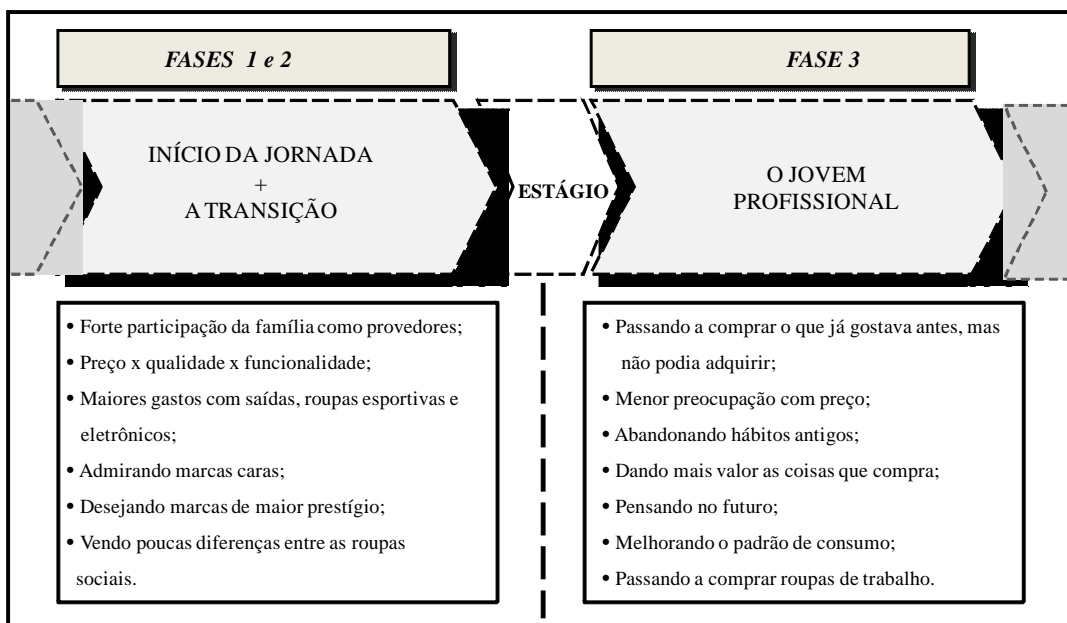 FASES 1 e 2
FASE 3
INÍCIO DA JORNADA
+
A TRANSIÇÃO
ESTÁGIO
O JOVEM
PROFISSIONAL
• Forte participação da família como provedores;
• Preço x qualidade x funcionalidade;
• Maiores gastos com saídas, roupas esportivas e
eletrônicos;
• Admirando marcas caras;
• Desejando marcas de maior prestígio;
• Vendo poucas diferenças entre as roupas
sociais.
• Passando a comprar o que já gostava antes, mas
não podia adquirir;
• Menor preocupação com preço;
• Abandonando hábitos antigos;
• Dando mais valor as coisas que compra;
• Pensando no futuro;
• Melhorando o padrão de consumo;
• Passando a comprar roupas de trabalho.